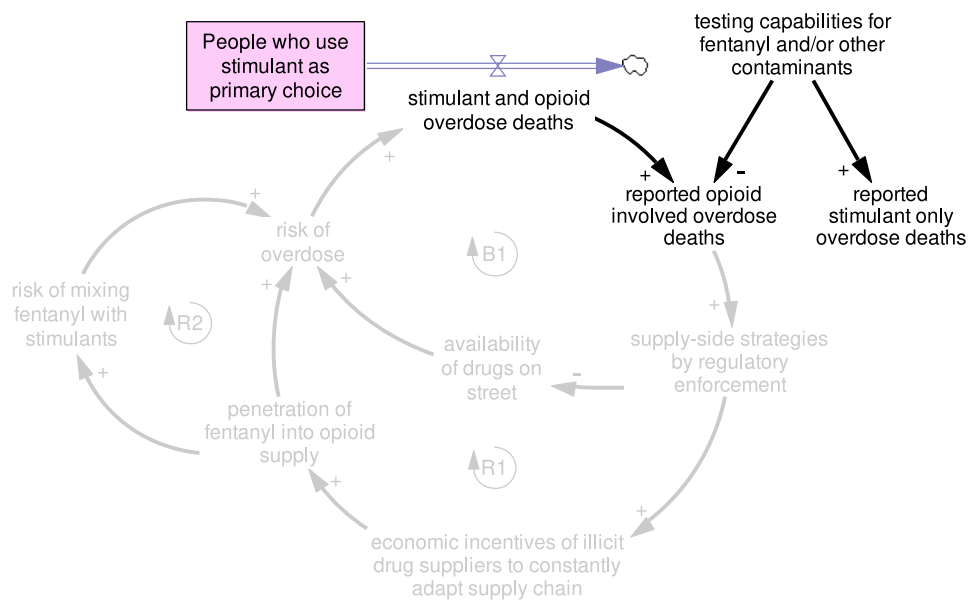 People who use
stimulant as
primary choice
testing capabilities for
fentanyl and/or other
contaminants
stimulant and opioid
overdose deaths
+
-
+
+
reported opioid
involved overdose
deaths
reported
stimulant only
overdose deaths
+
risk of
overdose
B1
+
+
risk of mixing
fentanyl with
stimulants
R2
+
supply-side strategies
by regulatory
enforcement
availability
of drugs on
street
-
+
penetration of
fentanyl into opioid
supply
R1
+
+
economic incentives of illicit
drug suppliers to constantly
adapt supply chain